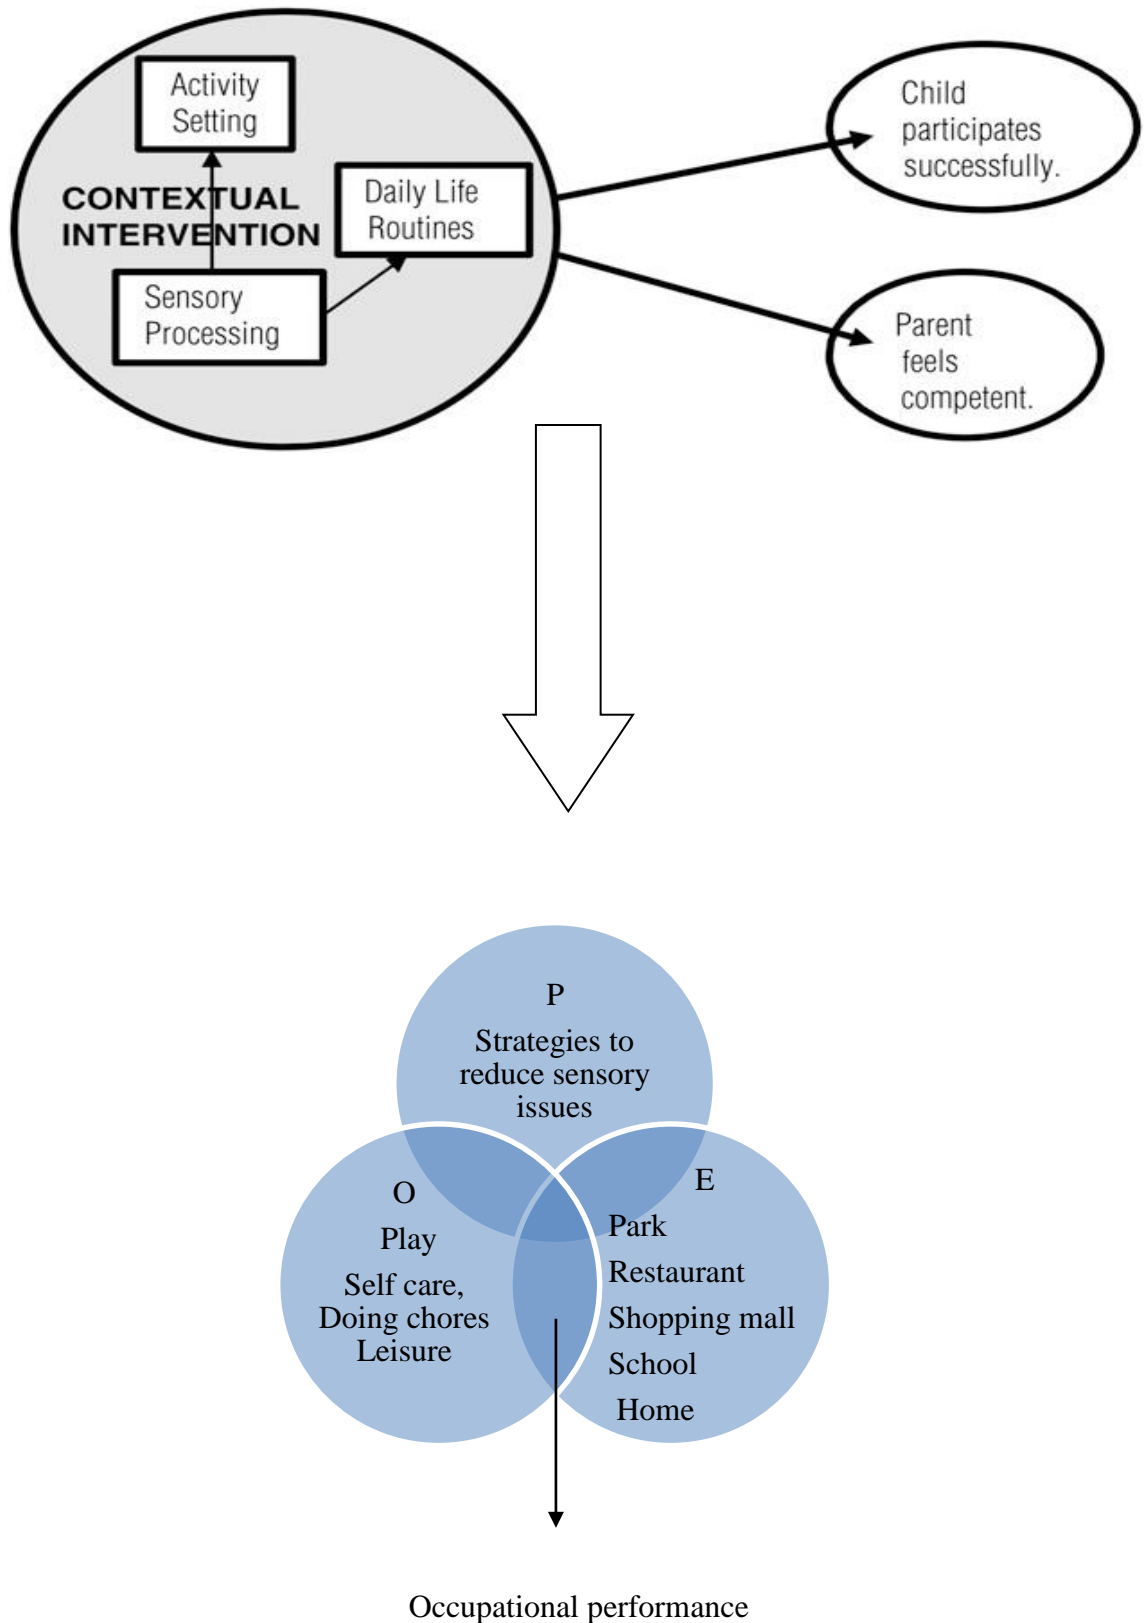 Activity
Setting
CONTEXTUAL
INTERVENTION
Daily Life
Routines
Sensory
Processing
Child
participates
successfully.
Parent
feels
competent.
P
Strategies to
reduce sensory
issues
O
Play
Self care,
Doing chores
Leisure
E
Park
Restaurant
Shopping mall
School
Home
Occupational performance